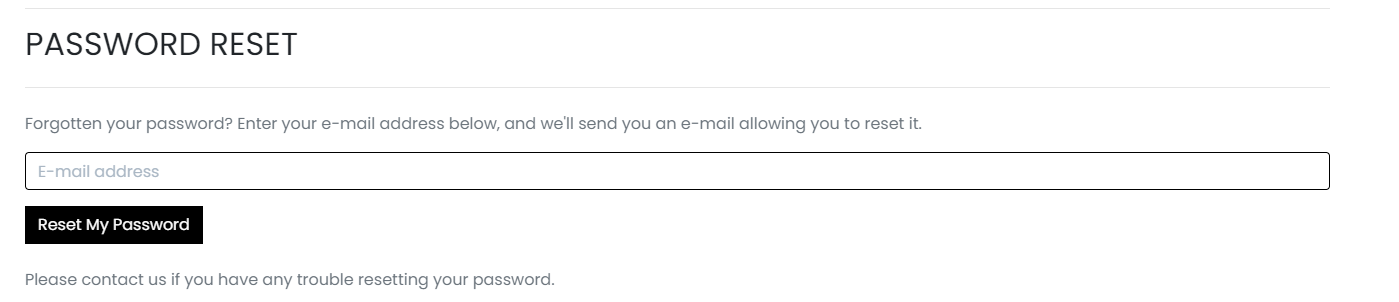 PASSWORD RESET
Forgotten your password? Enter your e-mail address below, and we'll send you an e-mail allowing you to reset it.
E-mail address
Reset My Password
Please contact us if you have any trouble resetting your password.